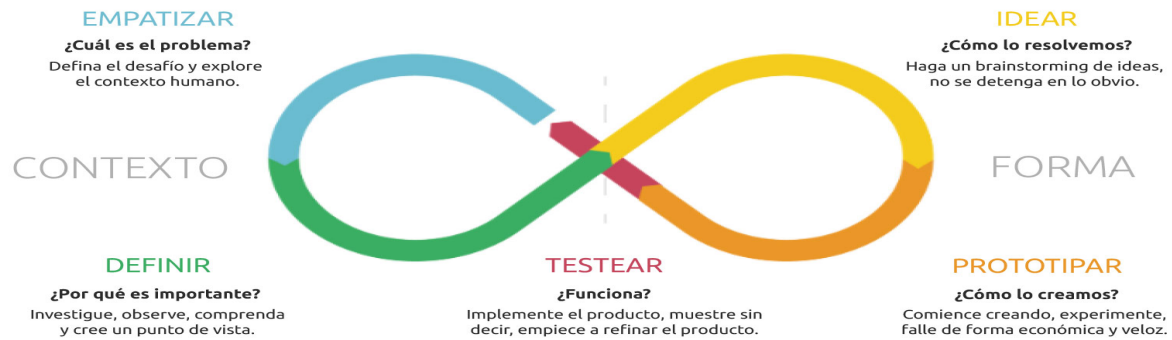 EMPATIZAR
¿Cuál es el problema?
Defina el desafío y explore
el contexto humano.
IDEAR
¿Cómo lo resolvemos?
Haga un brainstorming de ideas,
no se detenga en lo obvio.
CONTEXTO
FORMA
DEFINIR
¿Por qué es importante?
Investigue, observe, comprenda
y cree un punto de vista.
TESTEAR
¿Funciona?
Implemente el producto, muestre sin
decir, empiece a refinar el producto.
PROTOTIPAR
¿Cómo lo creamos?
Comience creando, experimente,
falle de forma económica y veloz.